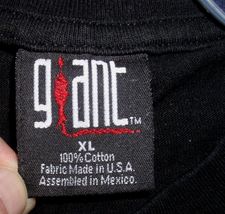 giant™
XL
100% Cotton
Fabric Made in U.S.A.
Assembled in Mexico.